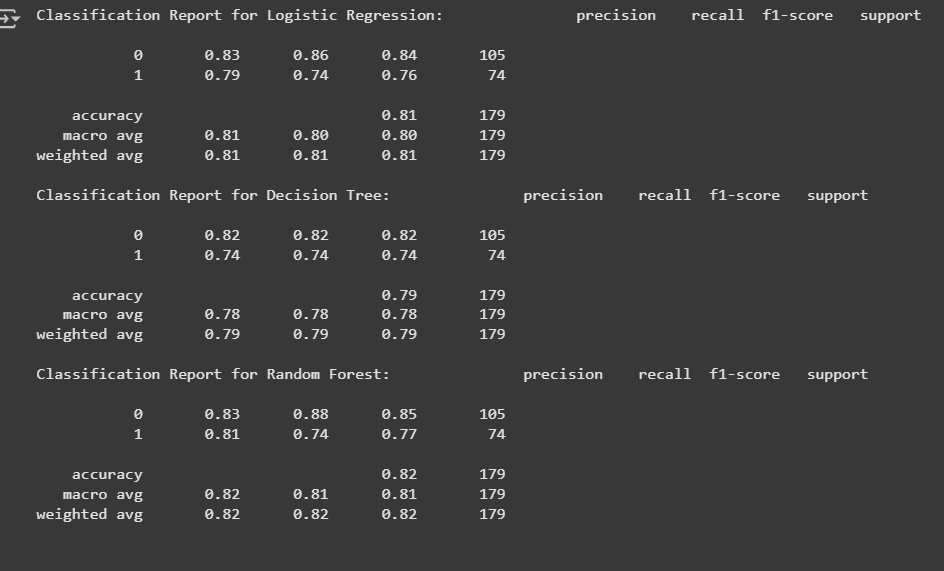 Classification Report for Logistic Regression:               precision    recall  f1-score   support
           0       0.83      0.86      0.84       105
           1       0.79      0.74      0.76        74
    accuracy                           0.81       179
   macro avg       0.81      0.80      0.80       179
weighted avg       0.81      0.81      0.81       179
Classification Report for Decision Tree:               precision    recall  f1-score   support
           0       0.82      0.82      0.82       105
           1       0.74      0.74      0.74        74
    accuracy                           0.79       179
   macro avg       0.78      0.78      0.78       179
weighted avg       0.79      0.79      0.79       179
Classification Report for Random Forest:               precision    recall  f1-score   support
           0       0.83      0.88      0.85       105
           1       0.81      0.74      0.77        74
    accuracy                           0.82       179
   macro avg       0.82      0.81      0.81       179
weighted avg       0.82      0.82      0.82       179